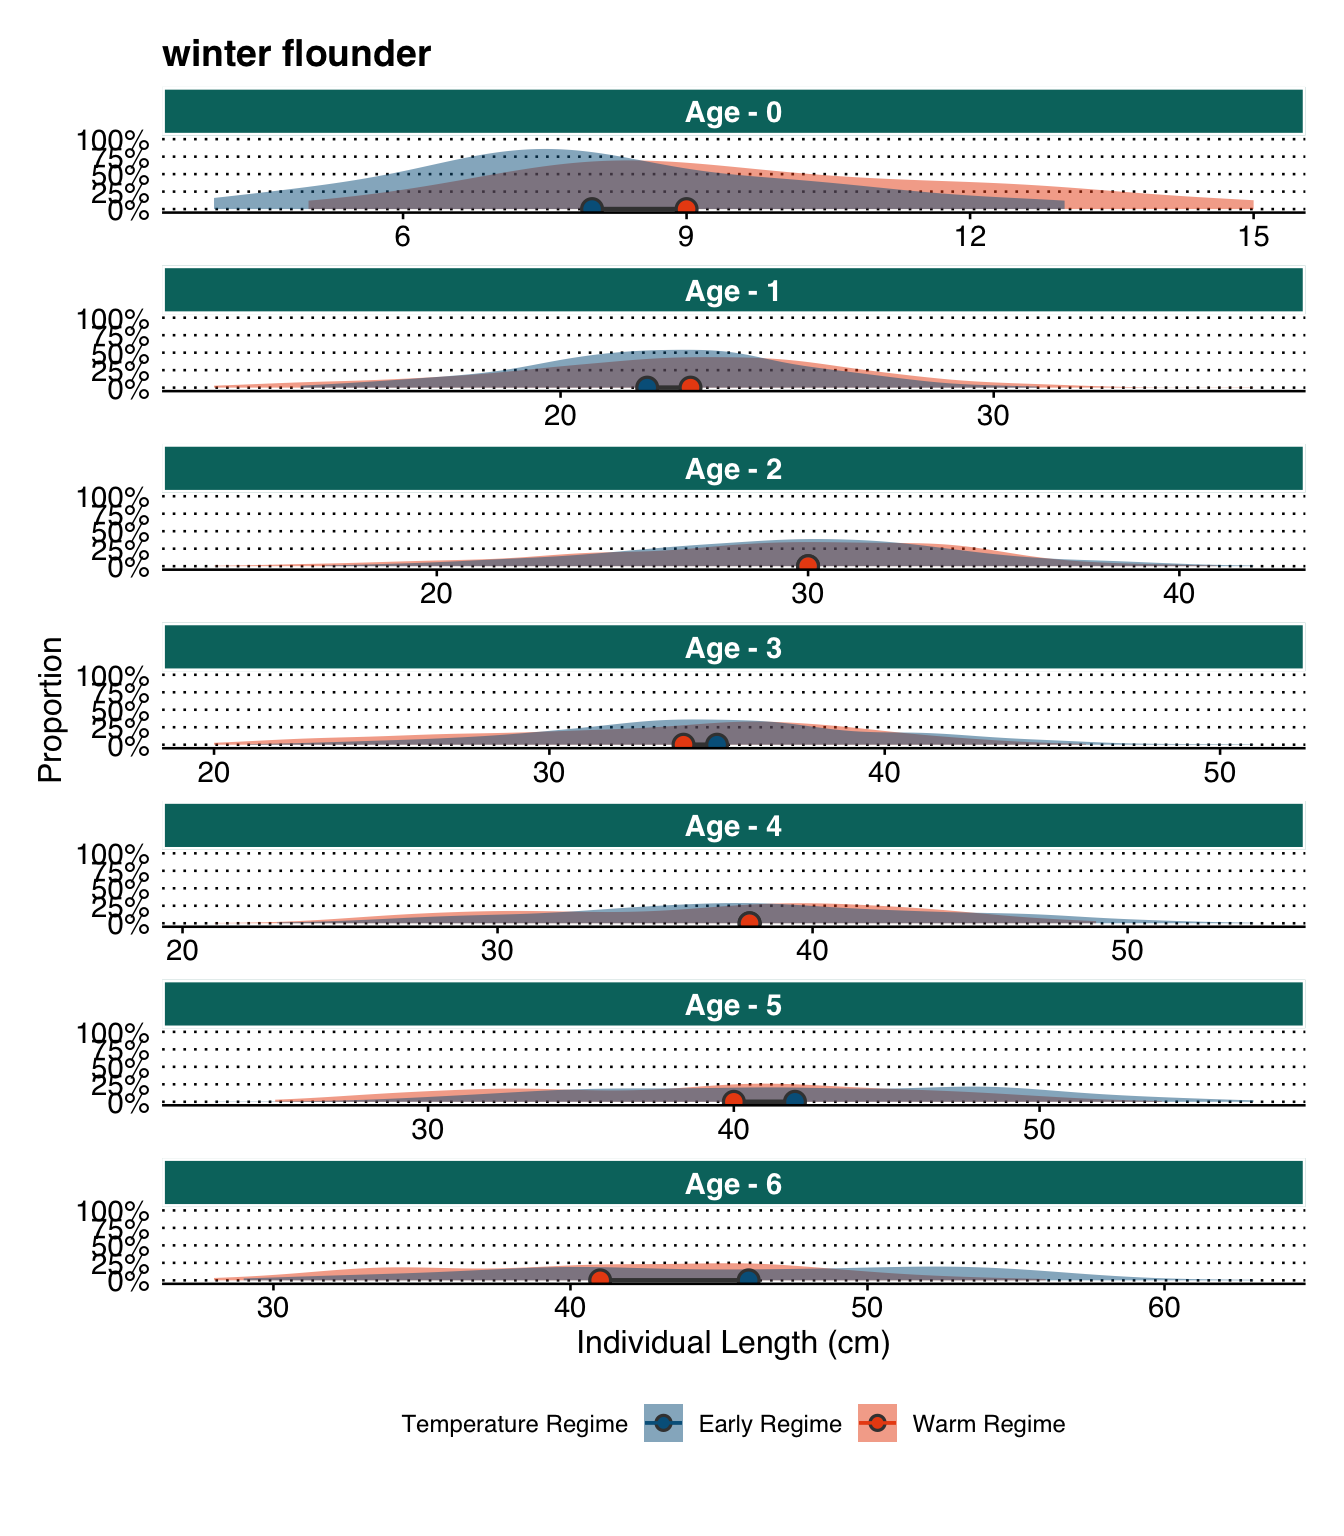 winter flounder
Age - 0
100%
75%
50%
25%
0%
6 9 12 15
Age - 1
100%
75%
50%
25%
0%
20 30
Age - 2
100%
75%
50%
25%
0%
20 30 40
Age - 3
100%
75%
50%
25%
0%
20 30 40 50
Proportion
Age - 4
100%
75%
50%
25%
0%
20 30 40 50
Age - 5
100%
75%
50%
25%
0%
30 40 50
Age - 6
100%
75%
50%
25%
0%
30 40 50 60
Individual Length (cm)
Temperature Regime Early Regime Warm Regime